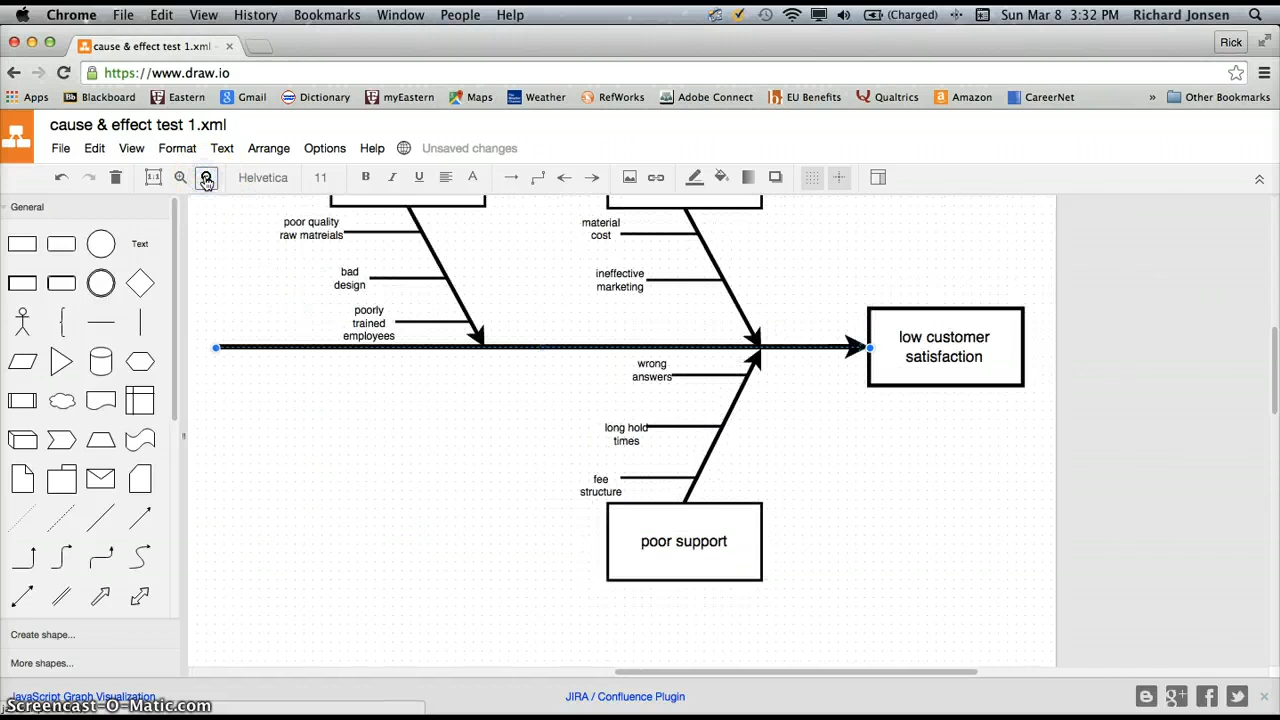 Chrome File Edit View History Bookmarks Window People Help (Charged) Sun Mar 8 3:32 PM Richard Jonsen
cause & effect test 1.xml - Rick
https://www.draw.io
Apps Bb Blackboard Eastern Gmail Dictionary myEastern Maps Weather RefWorks Adobe Connect EU Benefits Qualtrics Amazon CareerNet » Other Bookmarks
cause & effect test 1.xml
File Edit View Format Text Arrange Options Help Unsaved changes
1:1 Helvetica 11 B I U A
General
Text
Create shape...
More shapes...
poor quality
raw matreials
bad
design
poorly
trained
employees
material
cost
ineffective
marketing
low customer
satisfaction
wrong
answers
long hold
times
fee
structure
poor support
JavaScript Graph Visualization
JIRA / Confluence Plugin
Screencast-O-Matic.com